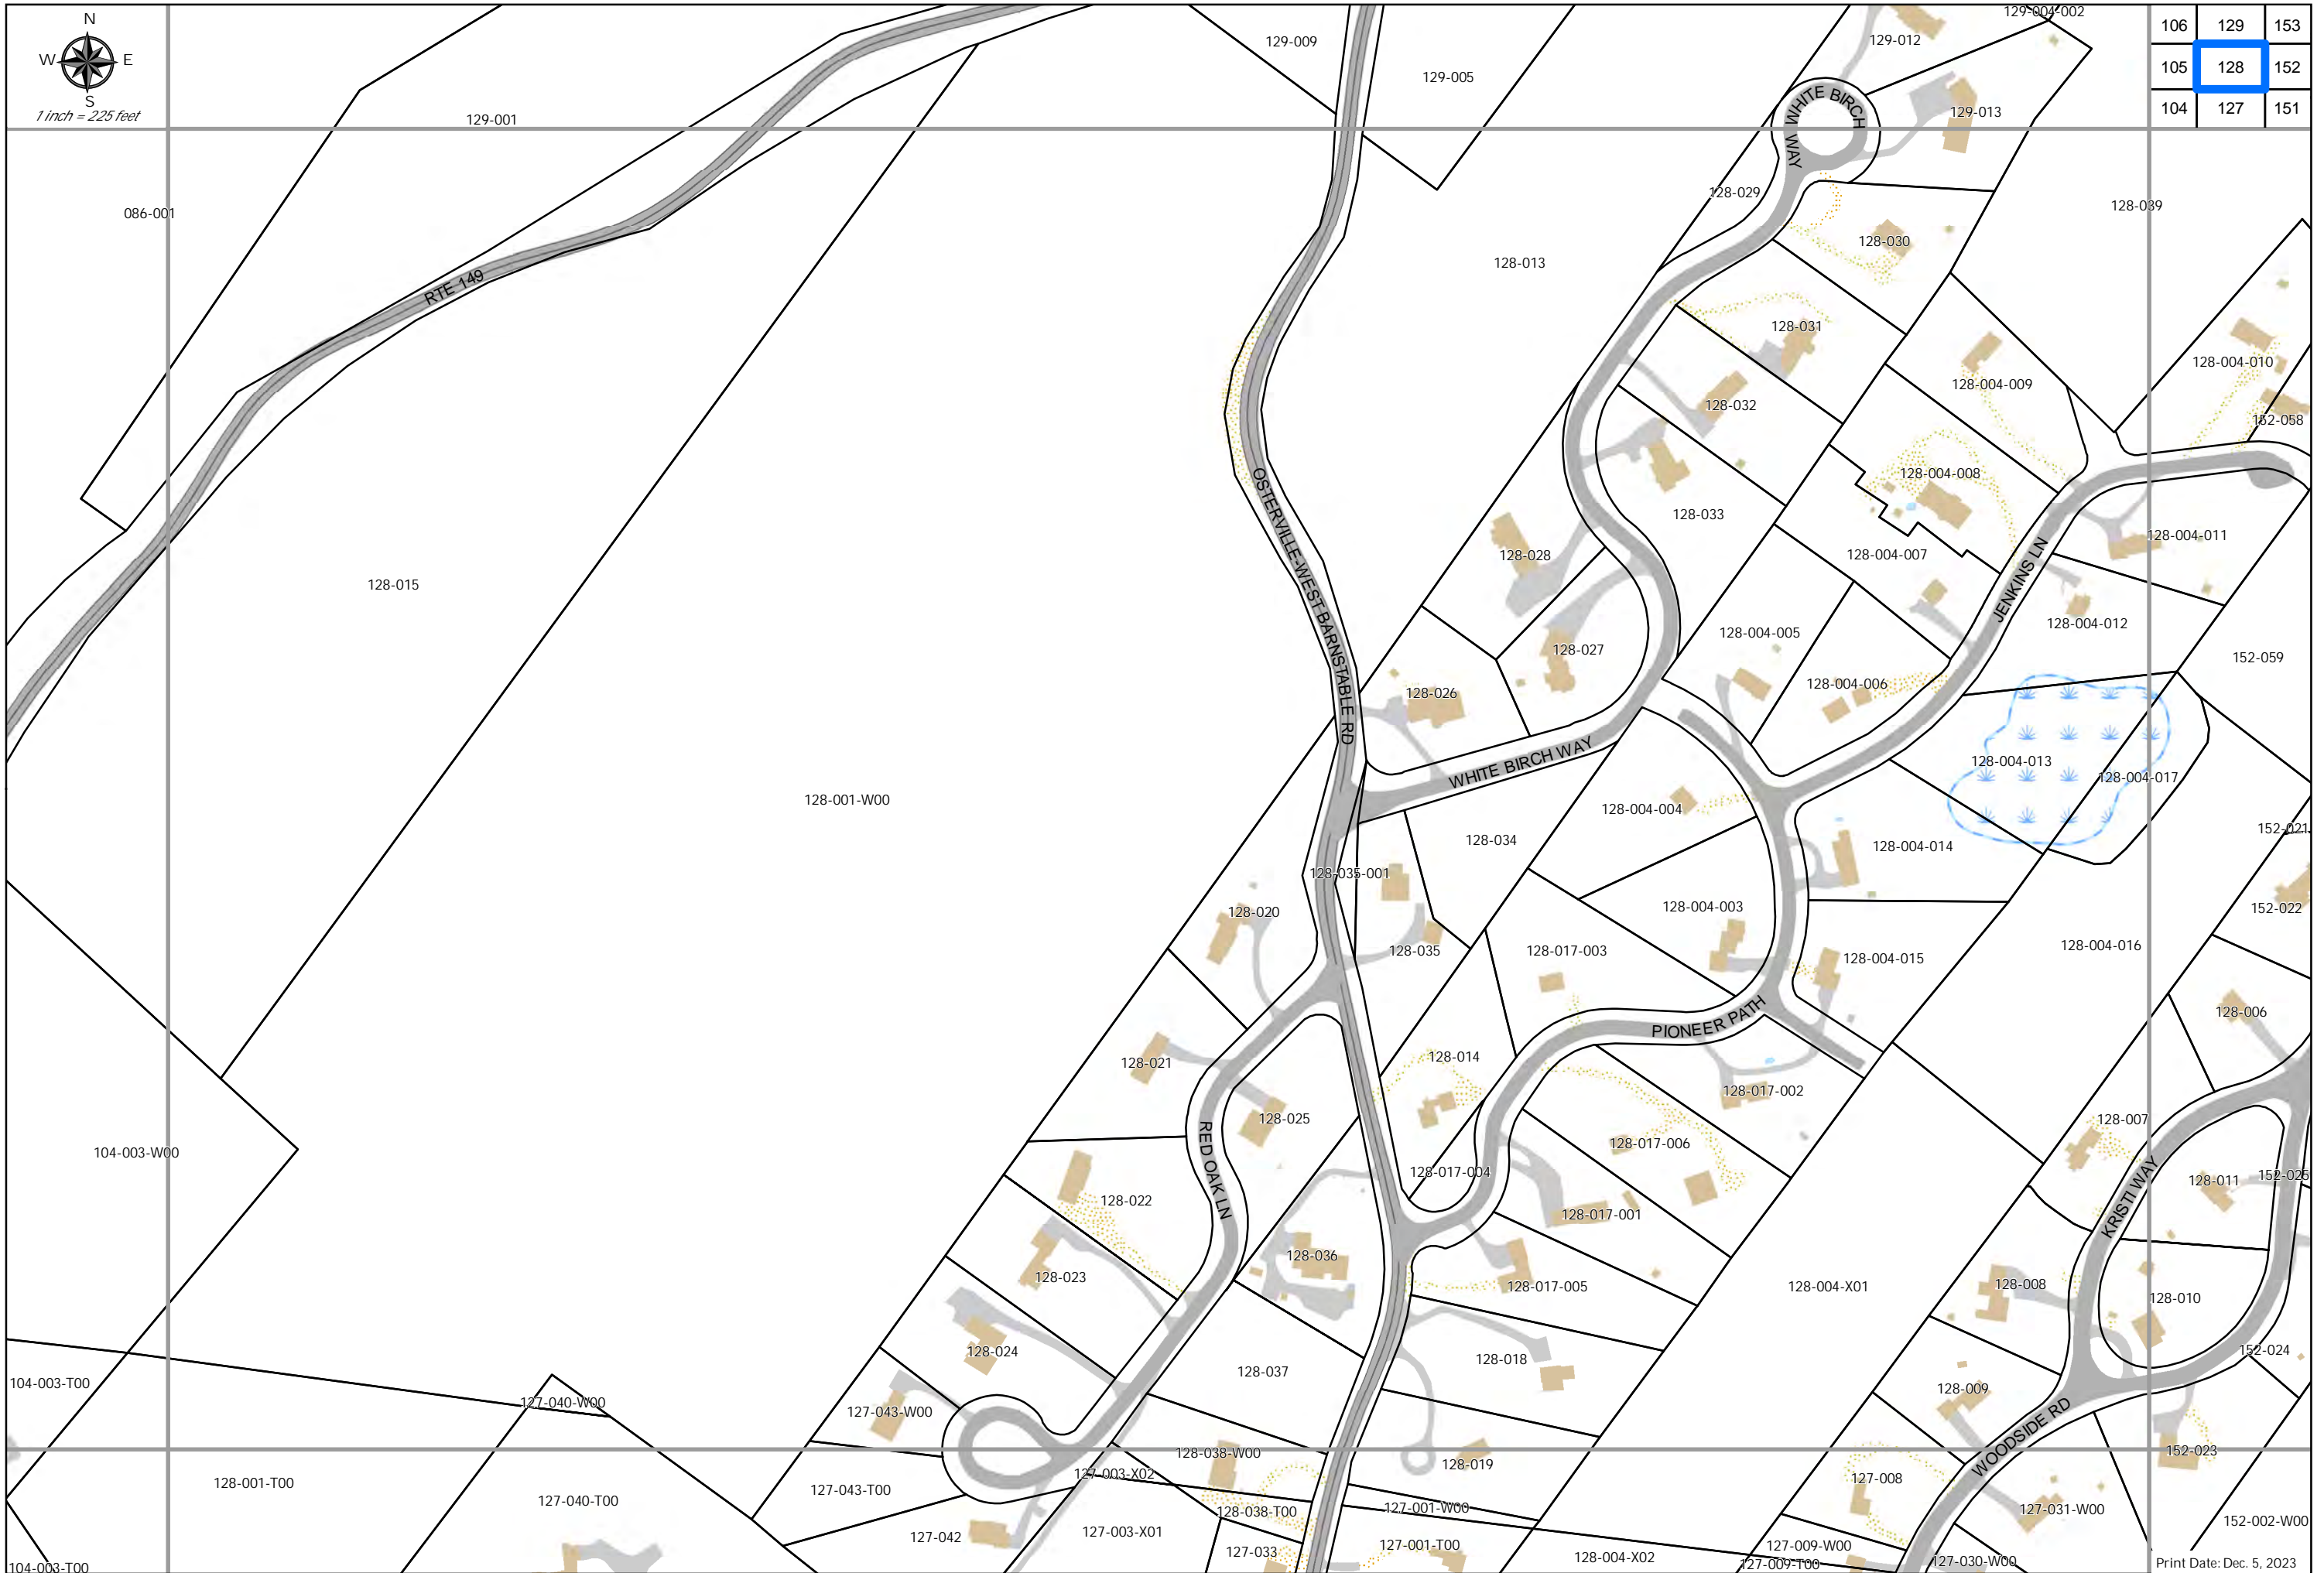 N
W E
S
1 inch = 225 feet
106 129 153
105 128 152
104 127 151
129-004-002
129-012
129-009
129-005
129-001
129-013
WHITE BIRCH
WAY
086-001
128-029
128-039
128-030
128-013
RTE 149
128-031
128-004-010
128-004-009
128-032
152-058
128-004-008
OSTERVILLE-WEST BARNSTABLE RD
128-033
128-004-011
128-028
128-004-007
JENKINS LN
128-015
128-004-012
128-004-005
128-027
152-059
128-004-006
128-026
WHITE BIRCH WAY
128-004-013
128-004-017
128-001-W00
128-004-004
152-021
128-034
128-004-014
128-035-001
128-004-003
152-022
128-020
128-004-016
128-035
128-017-003
128-004-015
128-006
PIONEER PATH
128-014
128-021
128-017-002
128-025
128-007
128-017-006
104-003-W00
RED OAK LN
128-017-004
128-011
152-025
KRISTI WAY
128-022
128-017-001
128-036
128-023
128-017-005
128-004-X01
128-008
128-010
128-024
152-024
128-018
128-037
104-003-T00
128-009
127-040-W00
127-043-W00
WOODSIDE RD
128-038-W00
152-023
128-019
127-003-X02
127-008
128-001-T00
127-043-T00
127-040-T00
127-001-W00
127-031-W00
128-038-T00
152-002-W00
127-042
127-003-X01
127-033
127-001-T00
127-009-W00
128-004-X02
127-009-T00
127-030-W00
104-003-T00
Print Date: Dec. 5, 2023